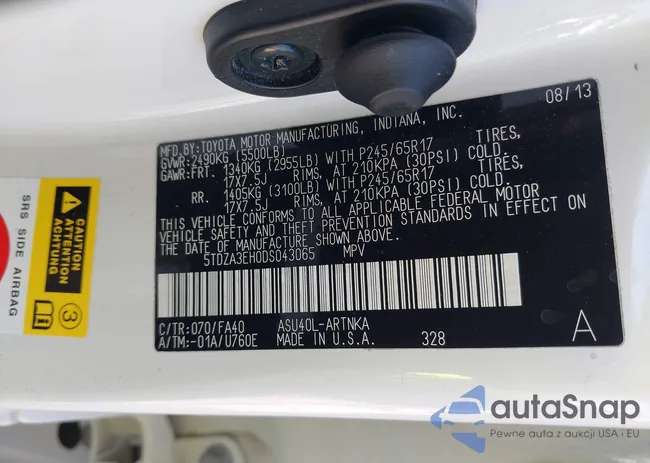 08/13
MFD. BY: TOYOTA MOTOR MANUFACTURING, INDIANA, INC.
GVWR: 2490KG (5500LB)
GAWR: FRT. 1340KG (2955LB) WITH P245/65R17 TIRES,
17X7.5J RIMS, AT 210KPA (30PSI) COLD.
RR. 1405KG (3100LB) WITH P245/65R17 TIRES,
17X7.5J RIMS, AT 210KPA (30PSI) COLD.
THIS VEHICLE CONFORMS TO ALL APPLICABLE FEDERAL MOTOR
VEHICLE SAFETY AND THEFT PREVENTION STANDARDS IN EFFECT ON
THE DATE OF MANUFACTURE SHOWN ABOVE.
5TDZA3EH0DS043065 MPV
C/TR: 070/FA40 ASU40L-ARTNKA
A/TM: -01A/U760E MADE IN U.S.A. 328 A
SRS SIDE AIRBAG
CAUTION
ATTENTION
ACHTUNG
3
autaSnap
Pewne auta z aukcji USA i EU